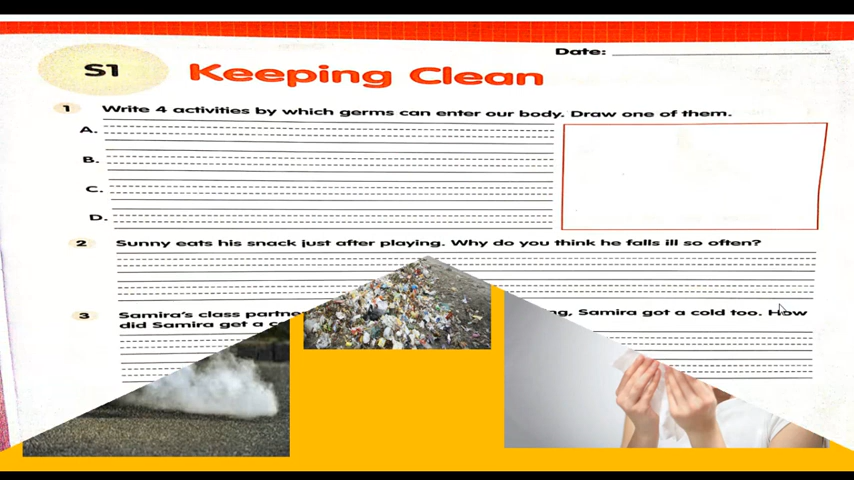 Date:
S1
Keeping Clean
1 Write 4 activities by which germs can enter our body. Draw one of them.
A.
B.
C.
D.
2 Sunny eats his snack just after playing. Why do you think he falls ill so often?
3 Samira's class partne g, Samira got a cold too. How
did Samira get a c